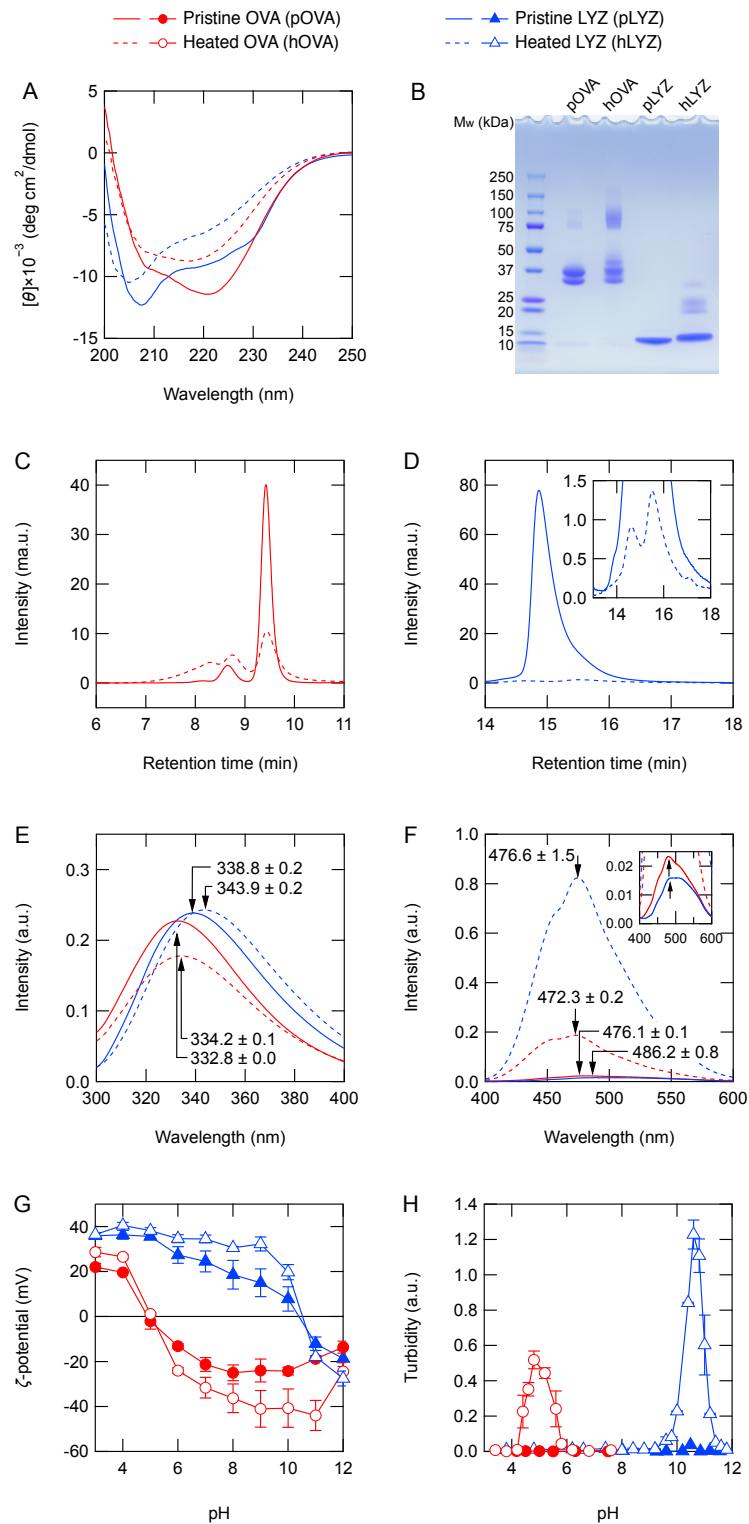 Pristine OVA (pOVA)
Heated OVA (hOVA)
Pristine LYZ (pLYZ)
Heated LYZ (hLYZ)
A
[θ]×10⁻³ (deg cm²/dmol)
5
0
-5
-10
-15
200 210 220 230 240 250
Wavelength (nm)
B
Mw (kDa)
pOVA
hOVA
pLYZ
hLYZ
250
150
100
75
50
37
25
20
15
10
C
Intensity (ma.u.)
50
40
30
20
10
0
6 7 8 9 10 11
Retention time (min)
D
Intensity (ma.u.)
80
60
40
20
0
14 15 16 17 18
Retention time (min)
1.5
1.0
0.5
0.0
14 16 18
E
Intensity (a.u.)
0.3
0.2
0.1
0.0
300 320 340 360 380 400
Wavelength (nm)
338.8 ± 0.2
343.9 ± 0.2
334.2 ± 0.1
332.8 ± 0.0
F
Intensity (a.u.)
1.0
0.8
0.6
0.4
0.2
0.0
400 450 500 550 600
Wavelength (nm)
476.6 ± 1.5
472.3 ± 0.2
476.1 ± 0.1
486.2 ± 0.8
0.02
0.01
0.00
400 500 600
G
ζ-potential (mV)
40
20
0
-20
-40
-60
4 6 8 10 12
pH
H
Turbidity (a.u.)
1.4
1.2
1.0
0.8
0.6
0.4
0.2
0.0
4 6 8 10 12
pH